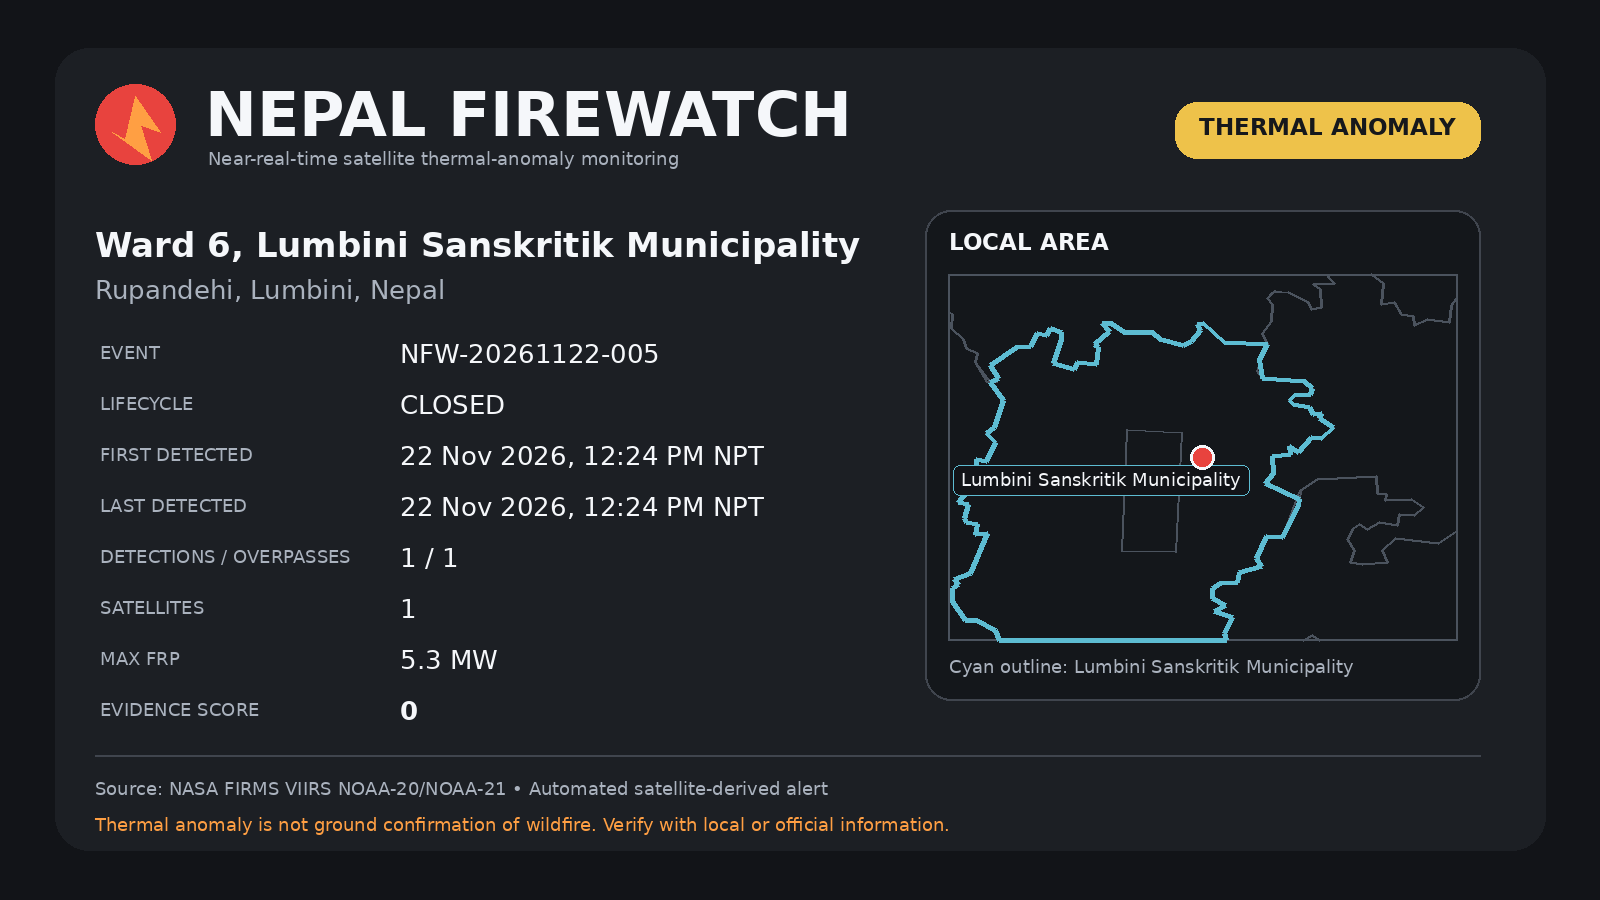 NEPAL FIREWATCH
Near-real-time satellite thermal-anomaly monitoring
THERMAL ANOMALY
Ward 6, Lumbini Sanskritik Municipality
Rupandehi, Lumbini, Nepal
EVENT NFW-20261122-005
LIFECYCLE CLOSED
FIRST DETECTED 22 Nov 2026, 12:24 PM NPT
LAST DETECTED 22 Nov 2026, 12:24 PM NPT
DETECTIONS / OVERPASSES 1 / 1
SATELLITES 1
MAX FRP 5.3 MW
EVIDENCE SCORE 0
LOCAL AREA
Lumbini Sanskritik Municipality
Cyan outline: Lumbini Sanskritik Municipality
Source: NASA FIRMS VIIRS NOAA-20/NOAA-21 • Automated satellite-derived alert
Thermal anomaly is not ground confirmation of wildfire. Verify with local or official information.